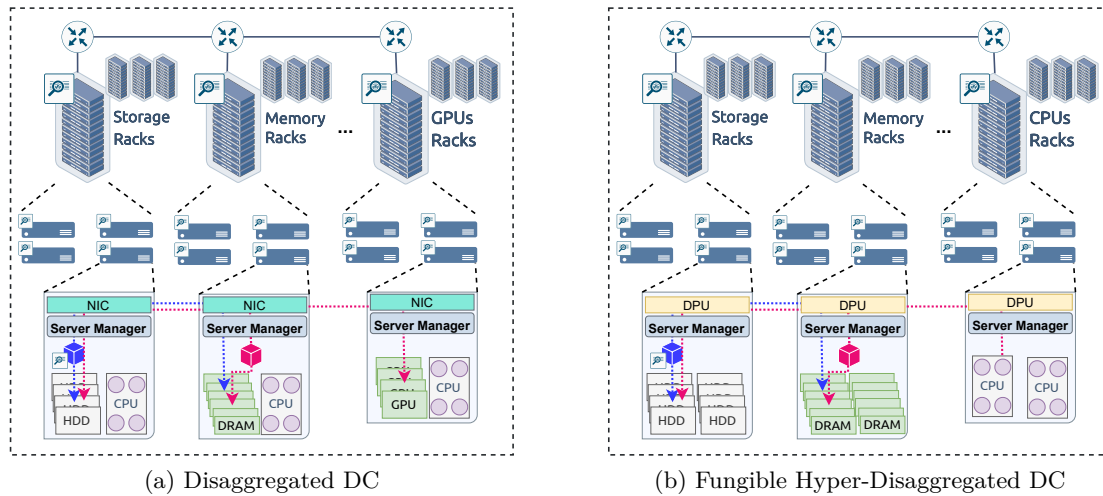 Storage
Racks
Memory
Racks
...
GPUs
Racks
NIC
NIC
NIC
Server Manager
Server Manager
Server Manager
HDD
CPU
DRAM
CPU
GPU
CPU
(a) Disaggregated DC
Storage
Racks
Memory
Racks
...
CPUs
Racks
DPU
DPU
DPU
Server Manager
Server Manager
Server Manager
HDD
HDD
DRAM
DRAM
CPU
CPU
(b) Fungible Hyper-Disaggregated DC